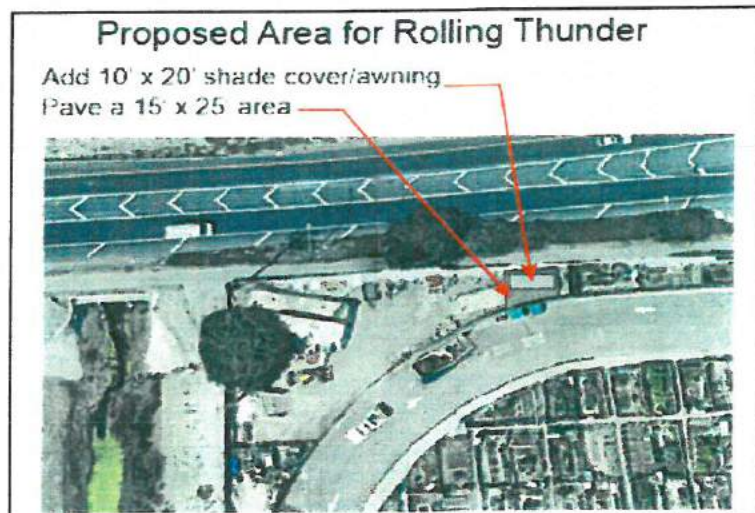 Proposed Area for Rolling Thunder
Add 10' x 20' shade cover/awning
Pave a 15' x 25' area